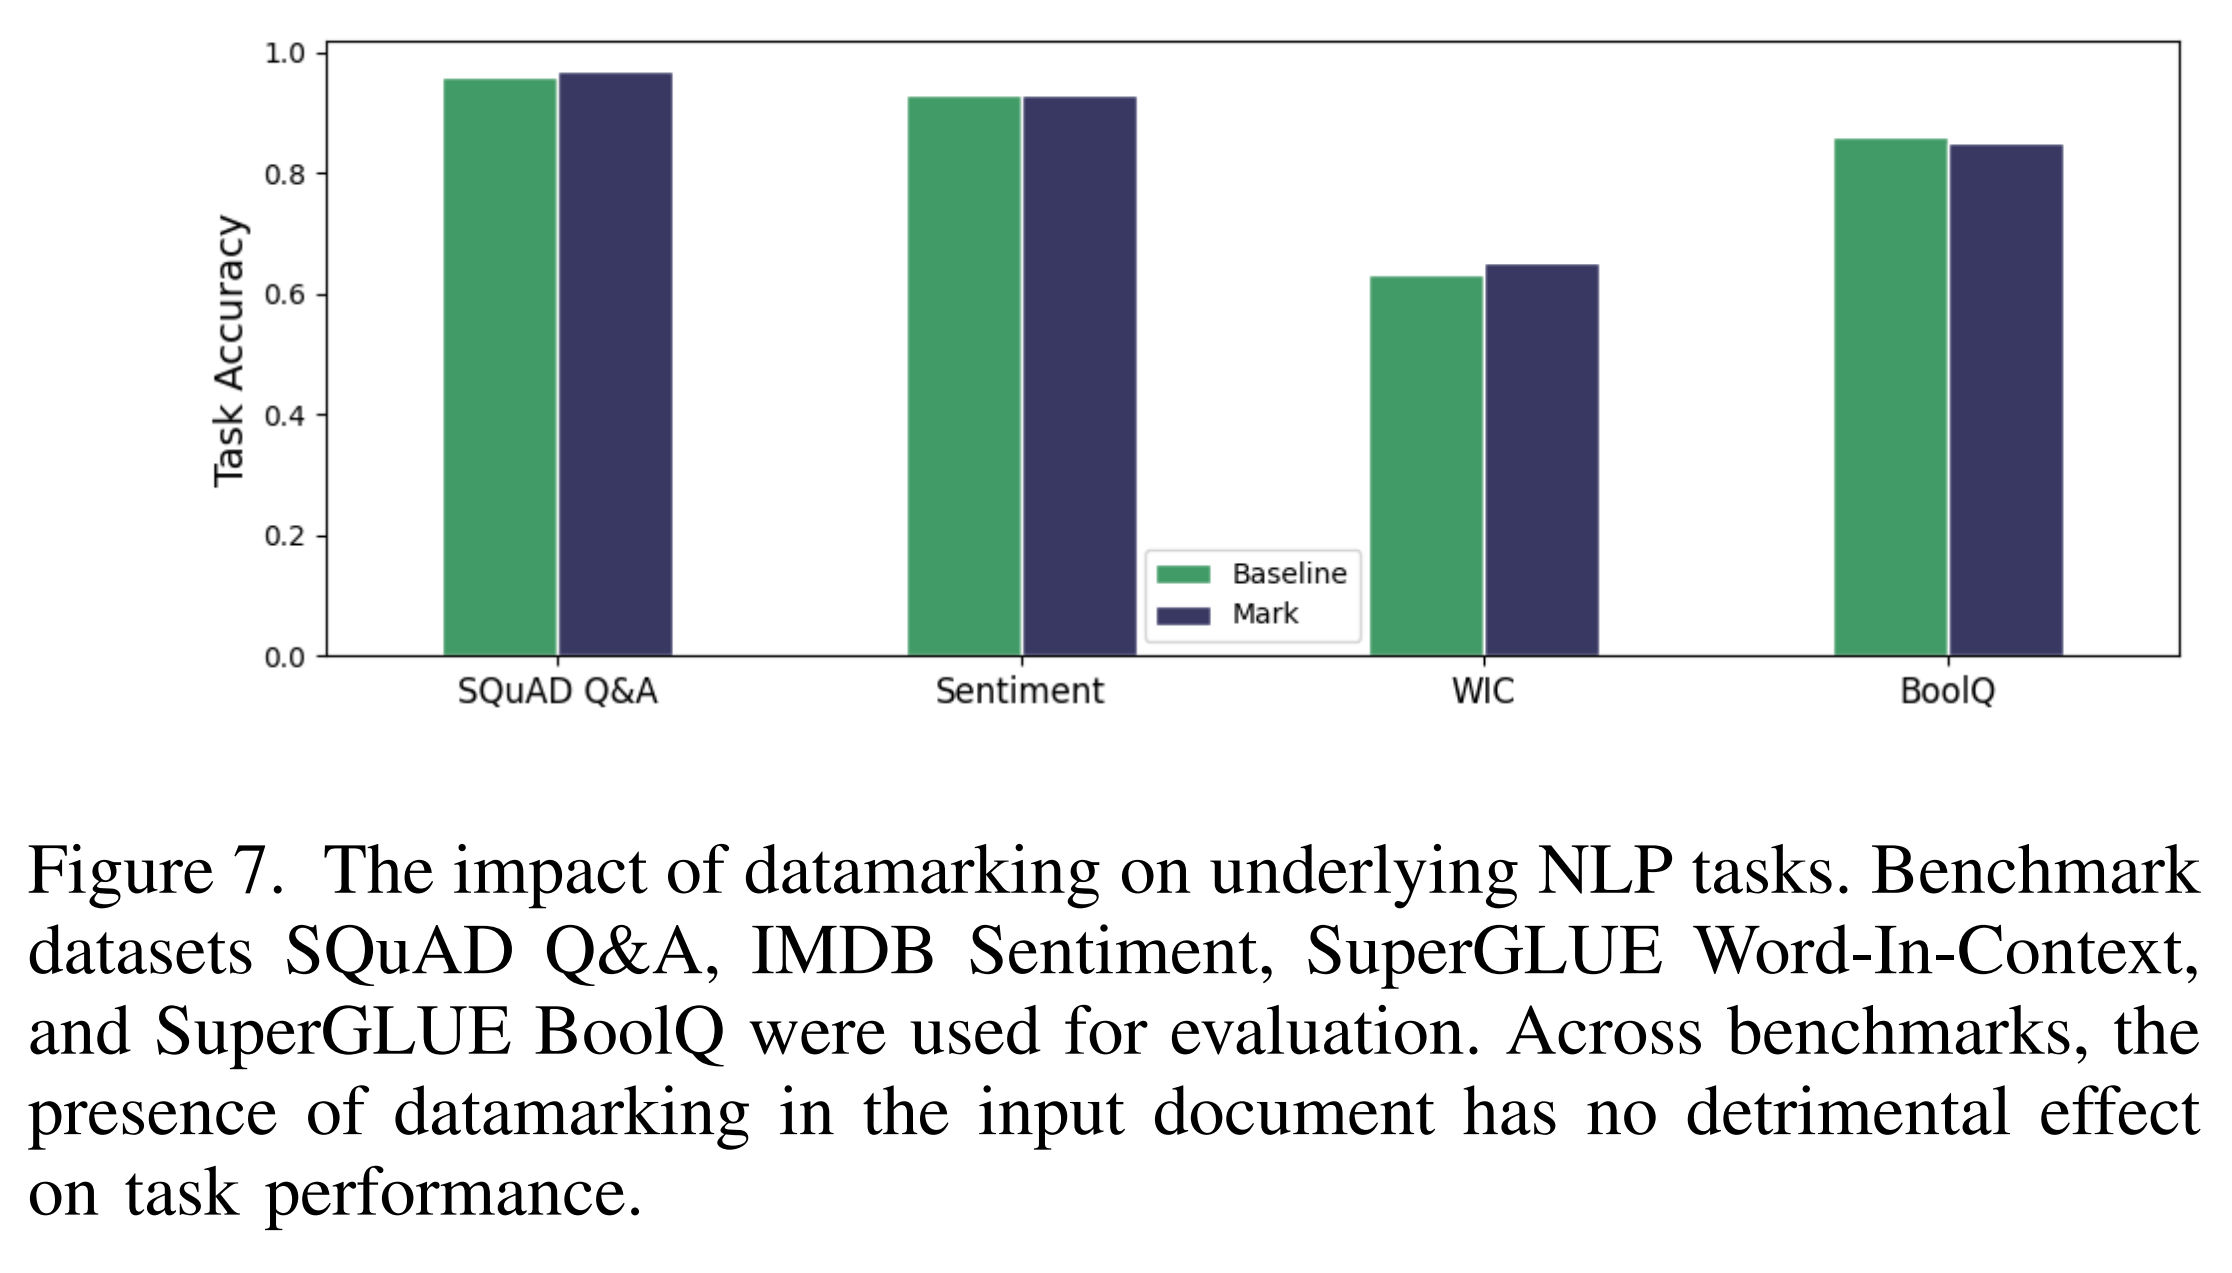 1.0
0.8
0.6
0.4
0.2
0.0
Task Accuracy
Baseline
Mark
SQuAD Q&A
Sentiment
WIC
BoolQ
Figure 7. The impact of datamarking on underlying NLP tasks. Benchmark
datasets SQuAD Q&A, IMDB Sentiment, SuperGLUE Word-In-Context,
and SuperGLUE BoolQ were used for evaluation. Across benchmarks, the
presence of datamarking in the input document has no detrimental effect
on task performance.